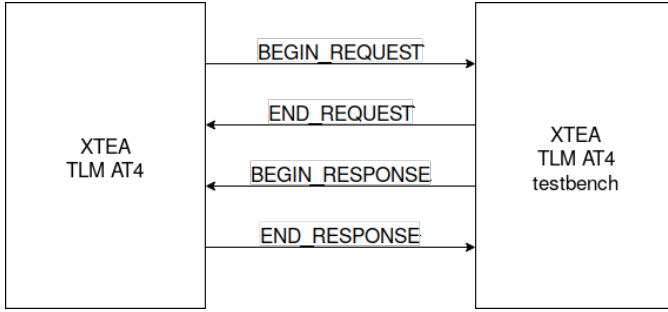 XTEA
TLM AT4
BEGIN_REQUEST
END_REQUEST
BEGIN_RESPONSE
END_RESPONSE
XTEA
TLM AT4
testbench